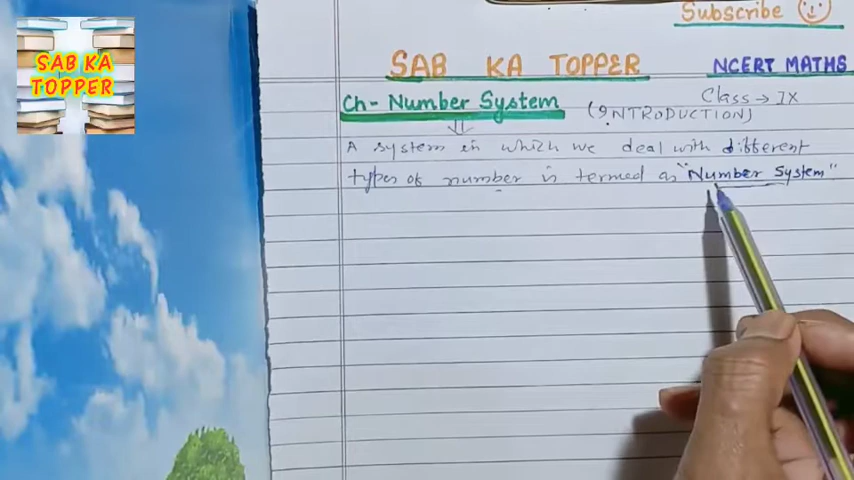 SAB KA
TOPPER
Subscribe
SAB KA TOPPER
NCERT MATHS
Ch- Number System (INTRODUCTION)
Class → IX
A system in which we deal with different
types of number is termed as "Number System"